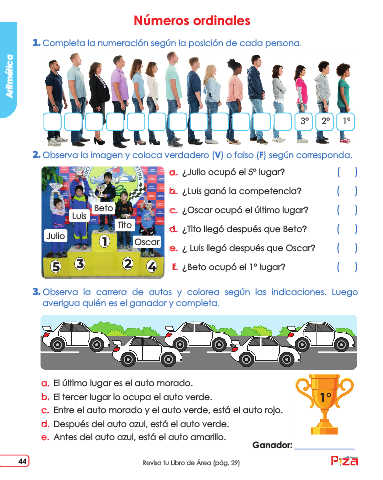 Números ordinales
Aritmética
1. Completa la numeración según la posición de cada persona.
3° 2° 1°
2. Observa la imagen y coloca verdadero (V) o falso (F) según corresponda.
Beto
Luis
Tito
Julio
Oscar
1
5 3 2 4
a. ¿Julio ocupó el 5° lugar? ( )
b. ¿Luis ganó la competencia? ( )
c. ¿Oscar ocupó el último lugar? ( )
d. ¿Tito llegó después que Beto? ( )
e. ¿ Luis llegó después que Oscar? ( )
f. ¿Beto ocupó el 1° lugar? ( )
3. Observa la carrera de autos y colorea según las indicaciones. Luego
averigua quién es el ganador y completa.
a. El último lugar es el auto morado.
b. El tercer lugar lo ocupa el auto verde.
c. Entre el auto morado y el auto verde, está el auto rojo.
d. Después del auto azul, está el auto verde.
e. Antes del auto azul, está el auto amarillo.
1°
Ganador:
44
Revisa tu Libro de Área (pág. 29)
Piza